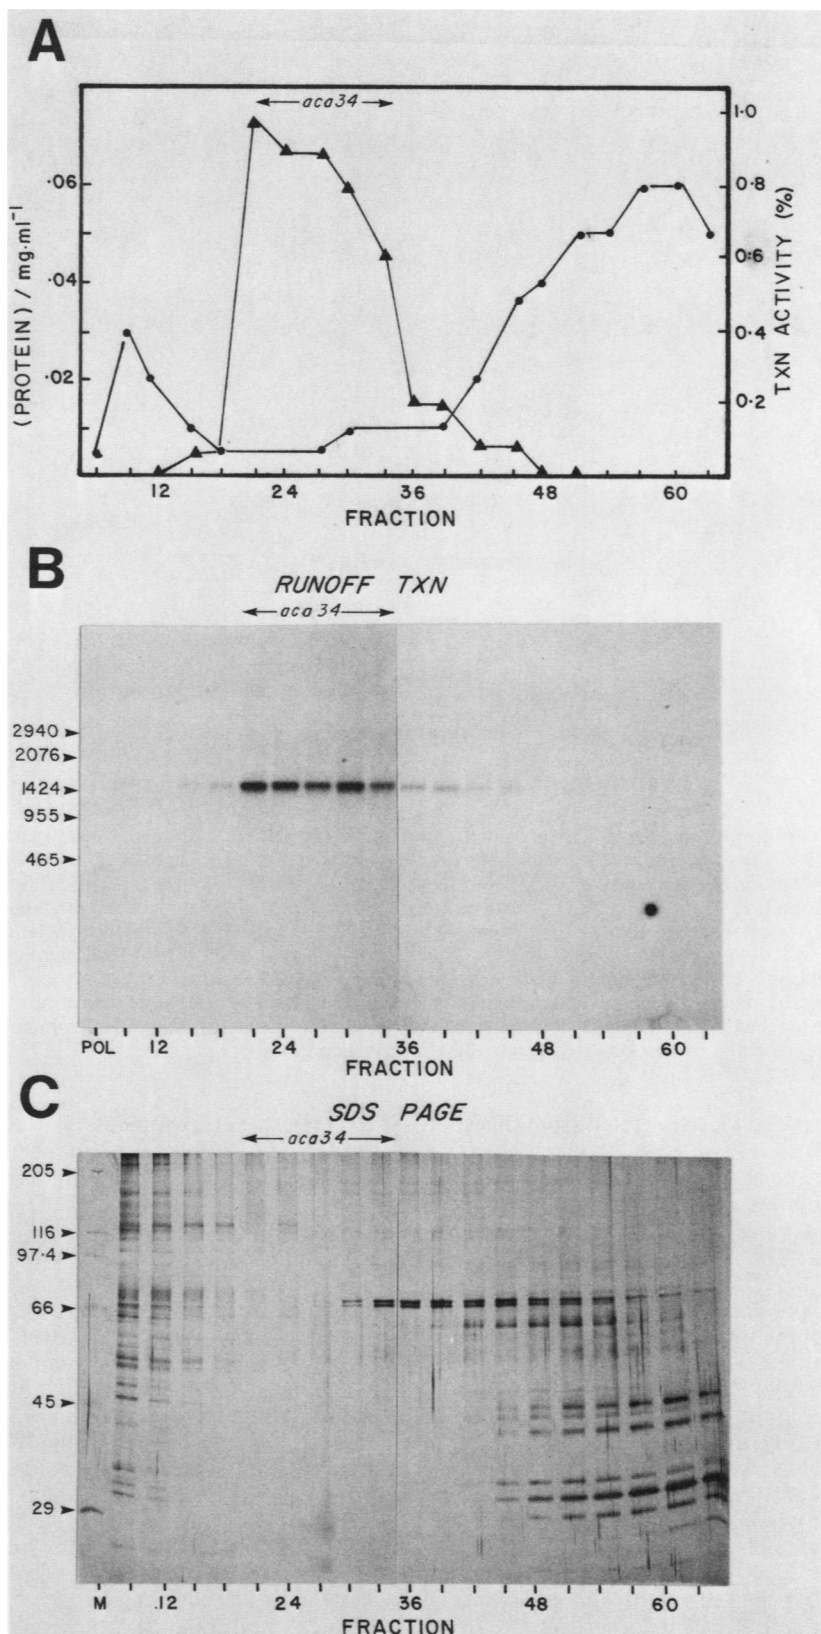 A
aca34
1·0
·06
0·8
0·6
·04
0·4
·02
0·2
(PROTEIN) / mg·ml⁻¹
TXN ACTIVITY (%)
12 24 36 48 60
FRACTION
B
RUNOFF TXN
aca34
2940
2076
1424
955
465
POL 12 24 36 48 60
FRACTION
C
SDS PAGE
aca34
205
116
97·4
66
45
29
M .12 24 36 48 60
FRACTION